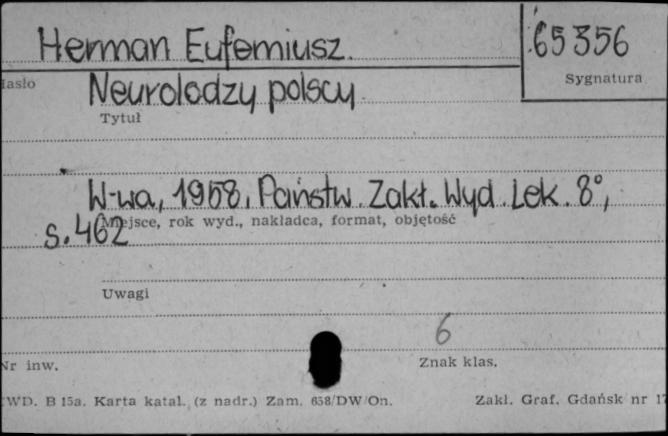 Herman Eufemiusz.
65356
Sygnatura
Hasło
Neurolodzy polscy
Tytuł
W-wa, 1958, Państw. Zakł. Wyd. Lek. 8°,
Miejsce, rok wyd., nakładca, format, objętość
s. 462
Uwagi
6
Nr inw.
Znak klas.
WD. B 15a. Karta katal. (z nadr.) Zam. 658/DW/On.
Zakł. Graf. Gdańsk nr 17